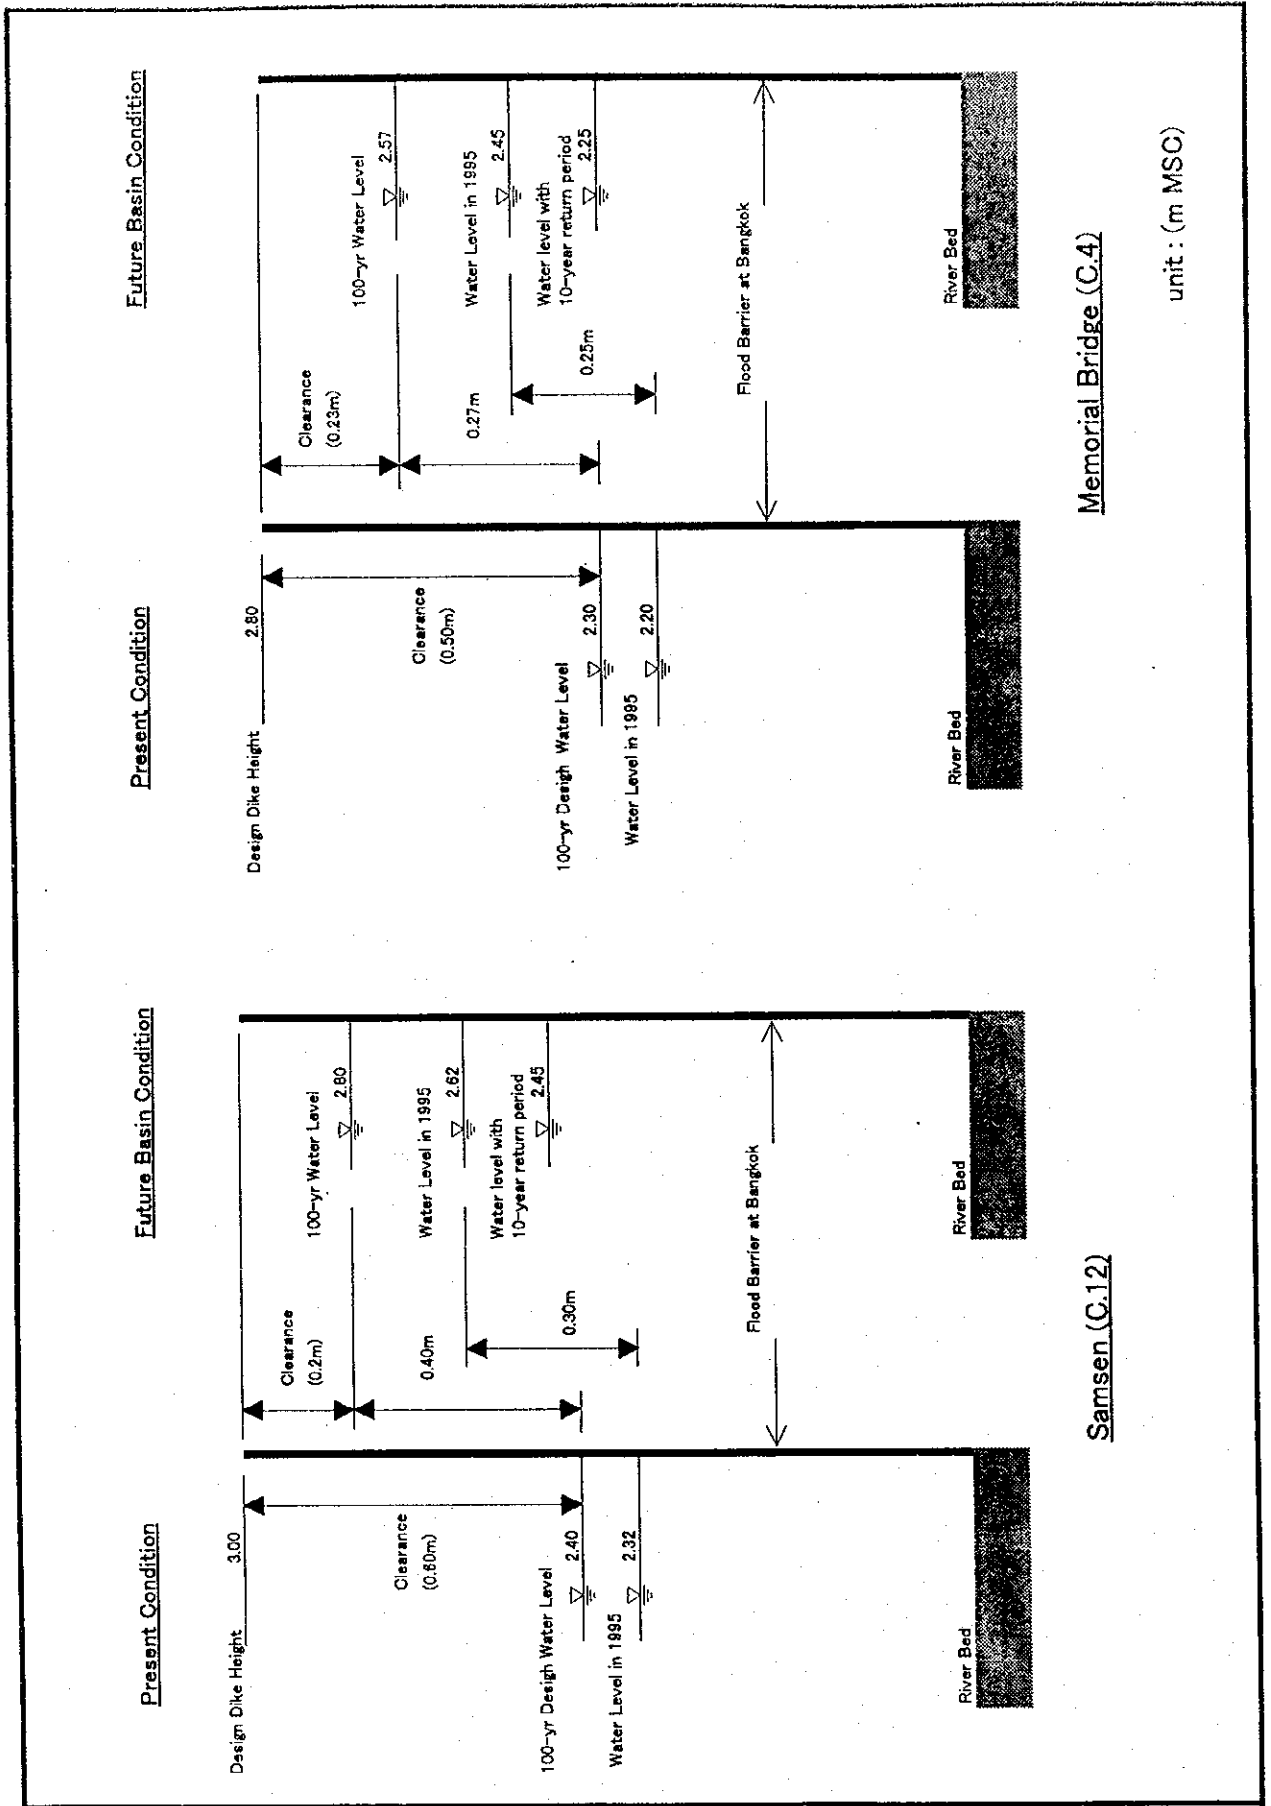 Present Condition
Future Basin Condition
Design Dike Height
3.00
Clearance
(0.60m)
100-yr Desigh Water Level
2.40
Water Level in 1995
2.32
River Bed
Clearance
(0.2m)
0.40m
0.30m
100-yr Water Level
2.80
Water Level in 1995
2.62
Water level with
10-year return period
2.45
Flood Barrier at Bangkok
River Bed
Samsen (C.12)
Present Condition
Future Basin Condition
Design Dike Height
2.80
Clearance
(0.50m)
100-yr Desigh Water Level
2.30
Water Level in 1995
2.20
River Bed
Clearance
(0.23m)
0.27m
0.25m
100-yr Water Level
2.57
Water Level in 1995
2.45
Water level with
10-year return period
2.25
Flood Barrier at Bangkok
River Bed
Memorial Bridge (C.4)
unit : (m MSO)